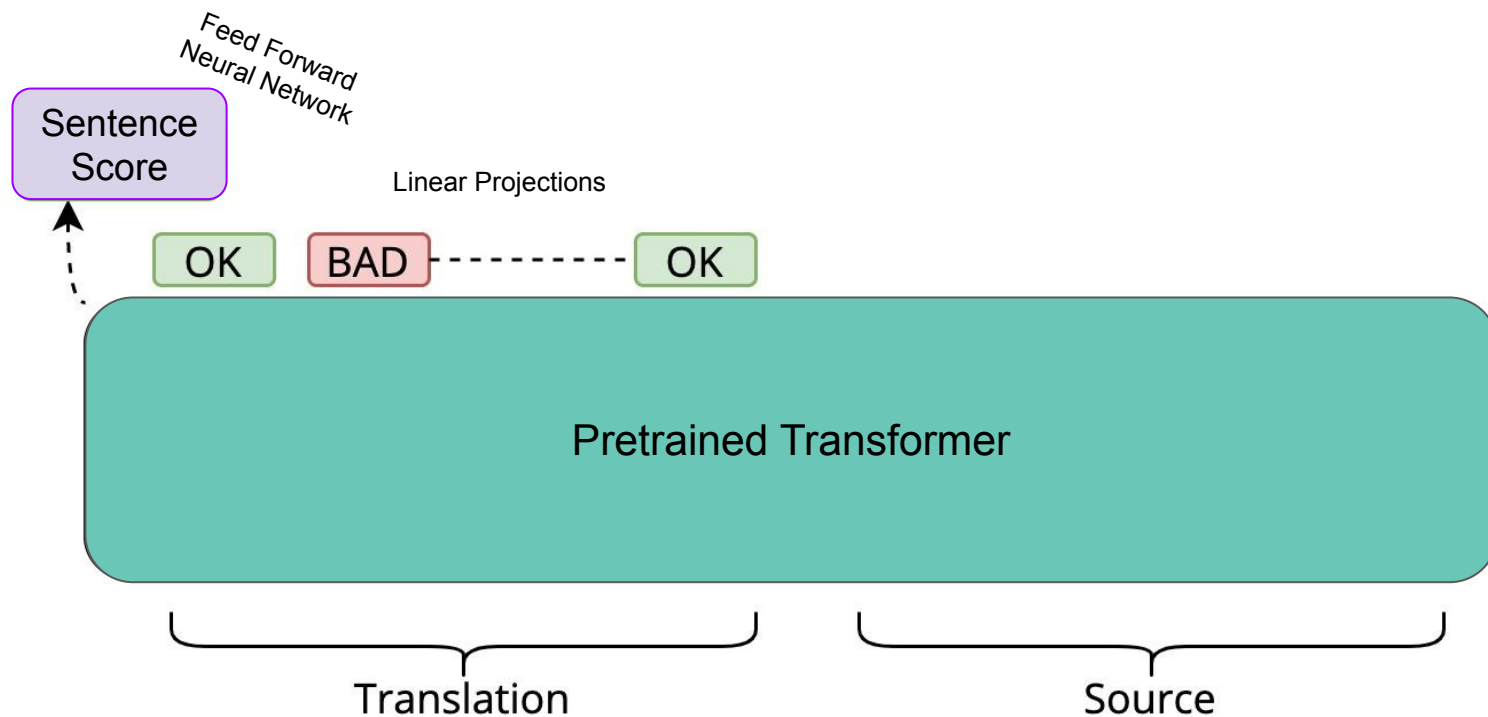 Feed Forward
Neural Network
Sentence
Score
Linear Projections
OK
BAD
OK
Pretrained Transformer
Translation
Source